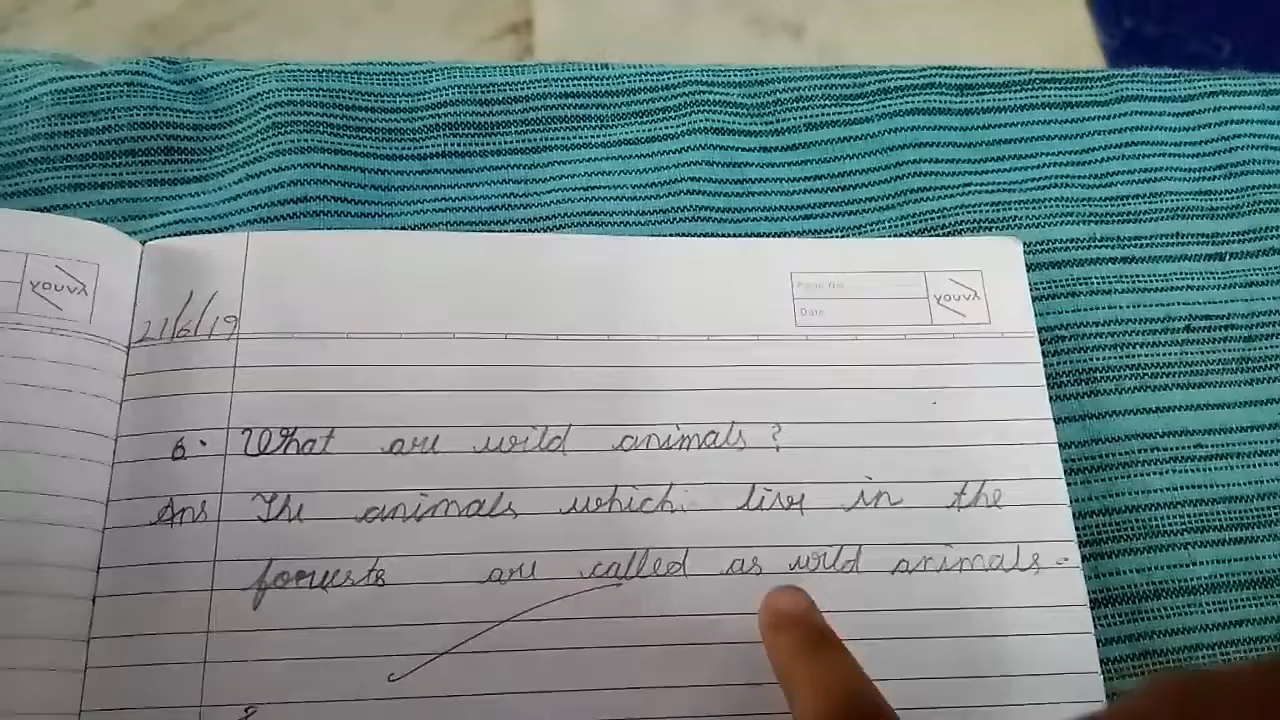 youva
21/6/19
Page No.
Date
youva
6. What are wild animals?
Ans The animals which live in the
forests are called as wild animals.